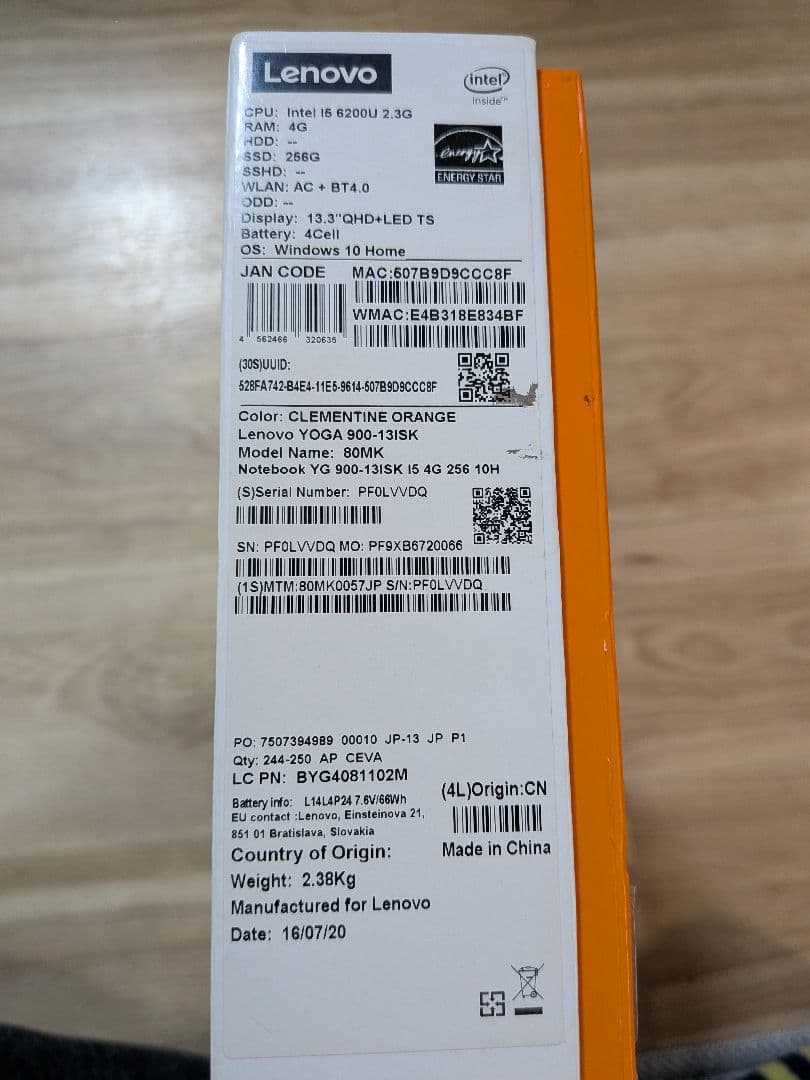 Lenovo
intel
inside™
CPU: Intel I5 6200U 2.3G
RAM: 4G
HDD: --
SSD: 256G
SSHD: --
WLAN: AC + BT4.0
ODD: --
Display: 13.3"QHD+LED TS
Battery: 4Cell
OS: Windows 10 Home
energy
ENERGY STAR
JAN CODE
4 562466 320635
MAC:507B9D9CCC8F
WMAC:E4B318E834BF
(30S)UUID:
528FA742-B4E4-11E5-9614-507B9D9CCC8F
Color: CLEMENTINE ORANGE
Lenovo YOGA 900-13ISK
Model Name: 80MK
Notebook YG 900-13ISK I5 4G 256 10H
(S)Serial Number: PF0LVVDQ
SN: PF0LVVDQ MO: PF9XB6720066
(1S)MTM:80MK0057JP S/N:PF0LVVDQ
PO: 7507394989 00010 JP-13 JP P1
Qty: 244-250 AP CEVA
LC PN: BYG4081102M
Battery info: L14L4P24 7.6V/66Wh
EU contact :Lenovo, Einsteinova 21,
851 01 Bratislava, Slovakia
(4L)Origin:CN
Country of Origin:
Made in China
Weight: 2.38Kg
Manufactured for Lenovo
Date: 16/07/20